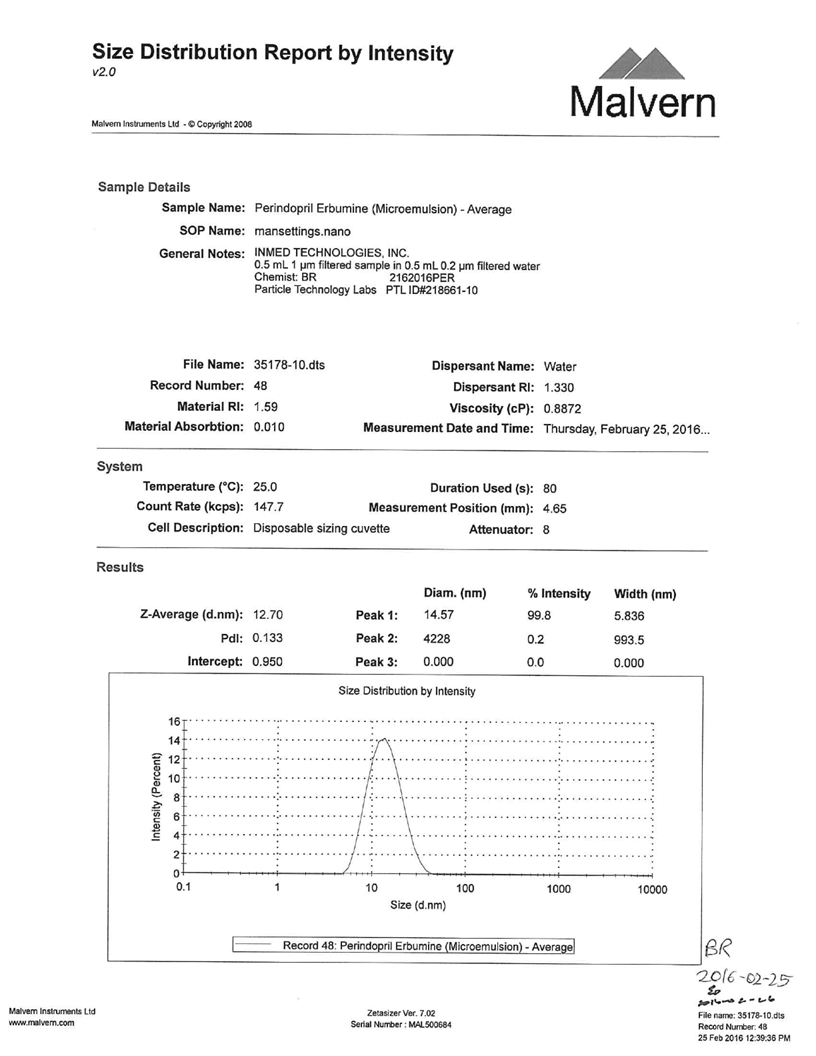 Size Distribution Report by Intensity
v2.0
Malvern
Malvern Instruments Ltd - © Copyright 2008
Sample Details
Sample Name: Perindopril Erbumine (Microemulsion) - Average
SOP Name: mansettings.nano
General Notes: INMED TECHNOLOGIES, INC.
0.5 mL 1 µm filtered sample in 0.5 mL 0.2 µm filtered water
Chemist: BR 2162016PER
Particle Technology Labs PTL ID#218661-10
File Name: 35178-10.dts Dispersant Name: Water
Record Number: 48 Dispersant RI: 1.330
Material RI: 1.59 Viscosity (cP): 0.8872
Material Absorbtion: 0.010 Measurement Date and Time: Thursday, February 25, 2016...
System
Temperature (°C): 25.0 Duration Used (s): 80
Count Rate (kcps): 147.7 Measurement Position (mm): 4.65
Cell Description: Disposable sizing cuvette Attenuator: 8
Results
Diam. (nm) % Intensity Width (nm)
Z-Average (d.nm): 12.70 Peak 1: 14.57 99.8 5.836
PdI: 0.133 Peak 2: 4228 0.2 993.5
Intercept: 0.950 Peak 3: 0.000 0.0 0.000
Size Distribution by Intensity
16
14
12
10
8
6
4
2
0
Intensity (Percent)
0.1 1 10 100 1000 10000
Size (d.nm)
Record 48: Perindopril Erbumine (Microemulsion) - Average
BR
2016-02-25
Malvern Instruments Ltd
www.malvern.com
Zetasizer Ver. 7.02
Serial Number : MAL500684
File name: 35178-10.dts
Record Number: 48
25 Feb 2016 12:39:36 PM